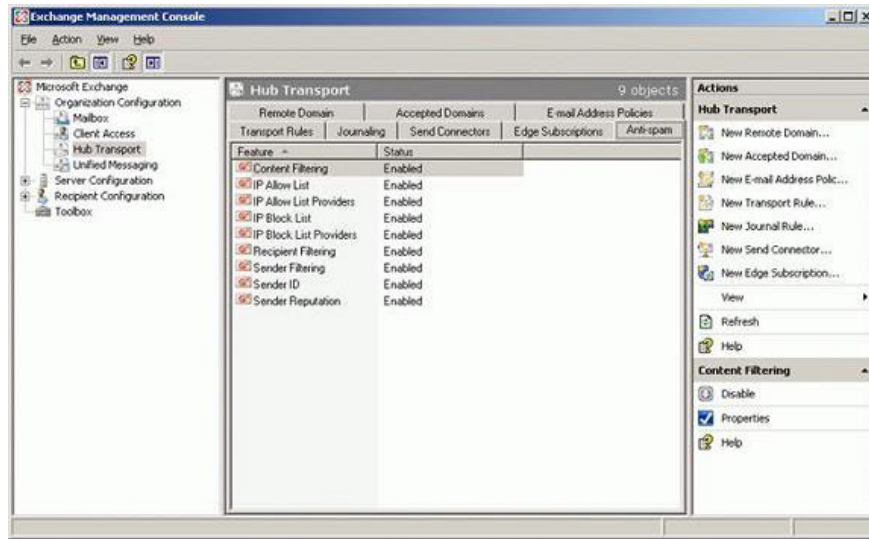 Exchange Management Console
File Action View Help
Microsoft Exchange
Organization Configuration
Mailbox
Client Access
Hub Transport
Unified Messaging
Server Configuration
Recipient Configuration
Toolbox
Hub Transport 9 objects
Remote Domain Accepted Domains E-mail Address Policies
Transport Rules Journaling Send Connectors Edge Subscriptions Anti-spam
Feature Status
Content Filtering Enabled
IP Allow List Enabled
IP Allow List Providers Enabled
IP Block List Enabled
IP Block List Providers Enabled
Recipient Filtering Enabled
Sender Filtering Enabled
Sender ID Enabled
Sender Reputation Enabled
Actions
Hub Transport
New Remote Domain...
New Accepted Domain...
New E-mail Address Polic...
New Transport Rule...
New Journal Rule...
New Send Connector...
New Edge Subscription...
View
Refresh
Help
Content Filtering
Disable
Properties
Help